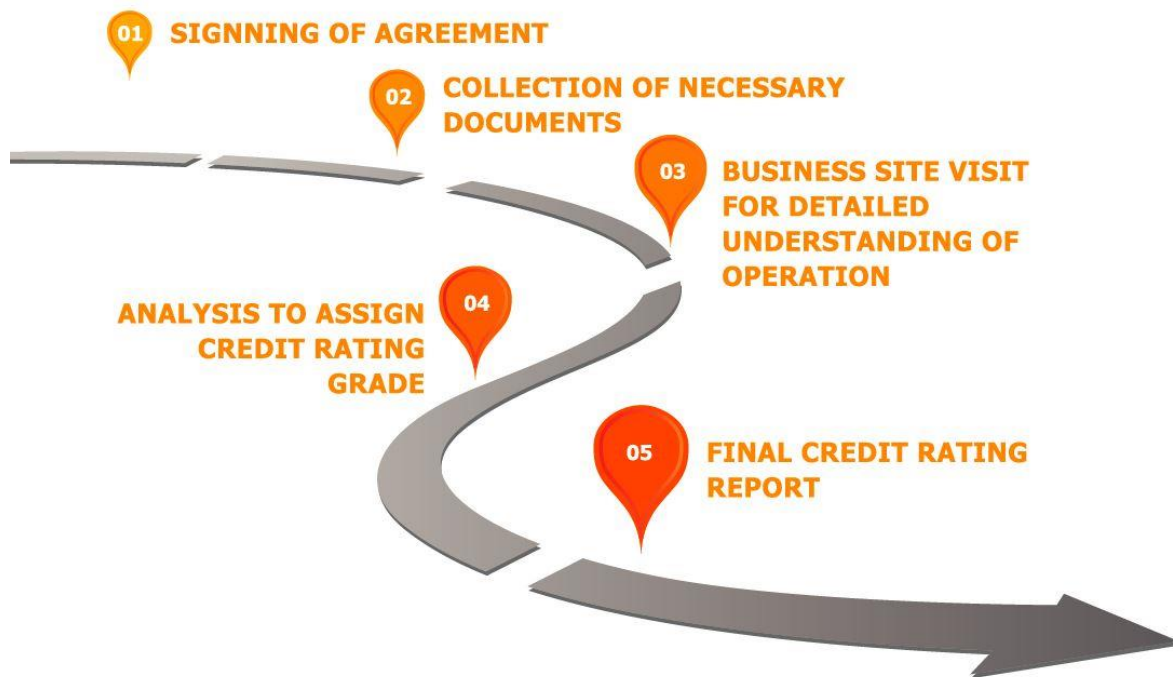 01 SIGNNING OF AGREEMENT
02 COLLECTION OF NECESSARY
DOCUMENTS
03 BUSINESS SITE VISIT
FOR DETAILED
UNDERSTANDING OF
OPERATION
04 ANALYSIS TO ASSIGN
CREDIT RATING
GRADE
05 FINAL CREDIT RATING
REPORT